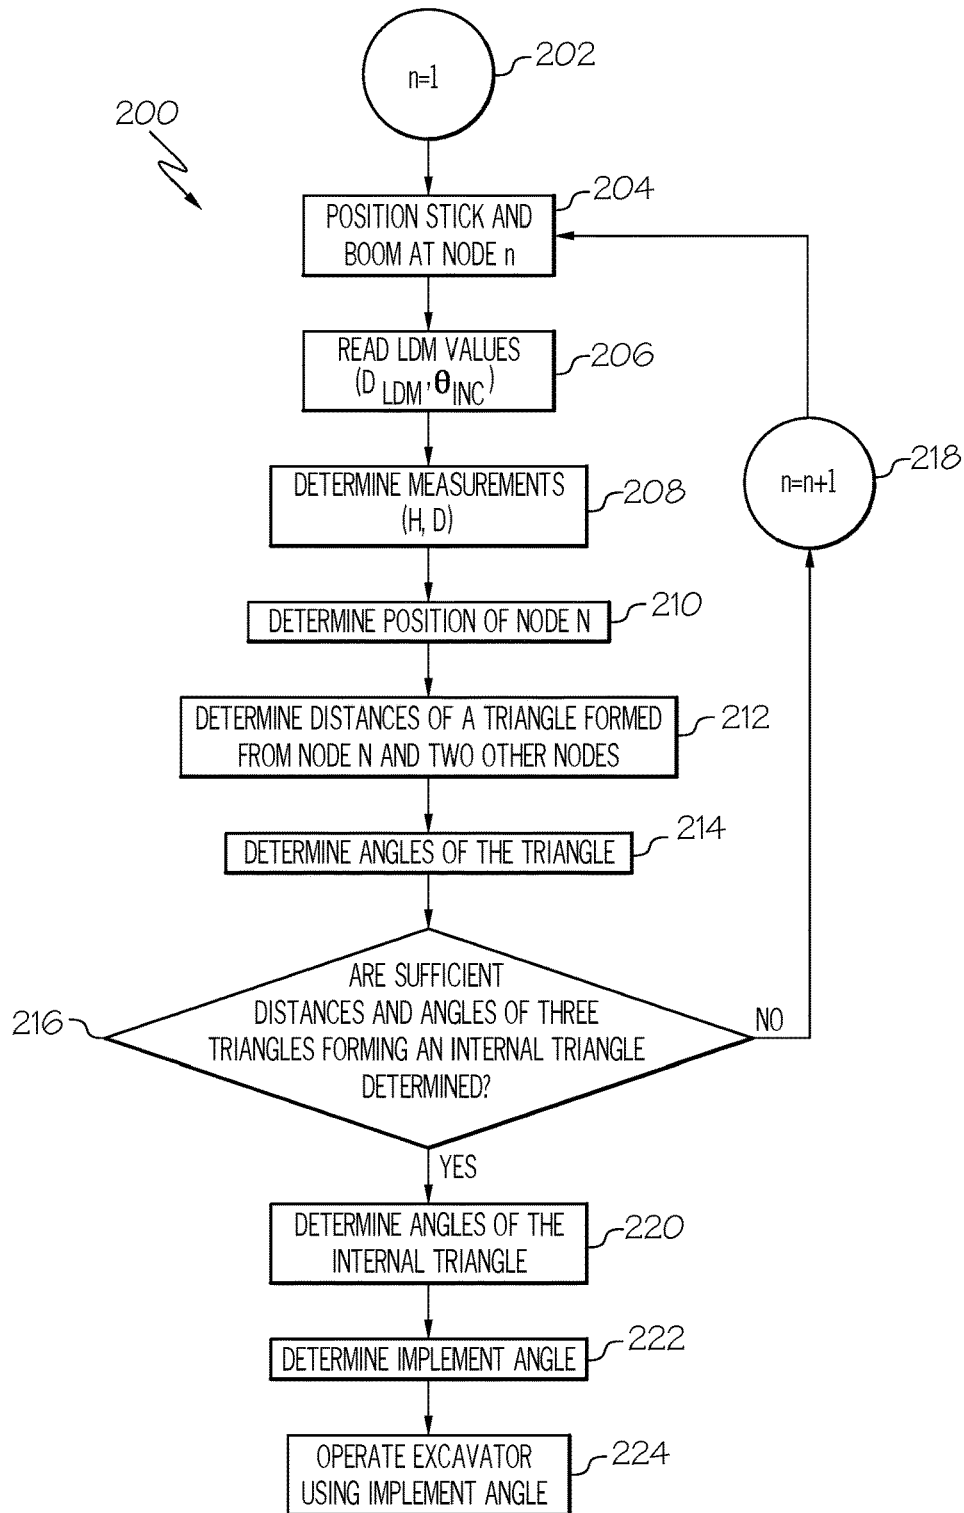 n=1
202
200
204
POSITION STICK AND
BOOM AT NODE n
READ LDM VALUES
(D LDM, θ INC)
206
DETERMINE MEASUREMENTS
(H, D)
208
n=n+1
218
DETERMINE POSITION OF NODE N
210
DETERMINE DISTANCES OF A TRIANGLE FORMED
FROM NODE N AND TWO OTHER NODES
212
DETERMINE ANGLES OF THE TRIANGLE
214
ARE SUFFICIENT
DISTANCES AND ANGLES OF THREE
TRIANGLES FORMING AN INTERNAL TRIANGLE
DETERMINED?
216
NO
YES
DETERMINE ANGLES OF THE
INTERNAL TRIANGLE
220
DETERMINE IMPLEMENT ANGLE
222
OPERATE EXCAVATOR
USING IMPLEMENT ANGLE
224